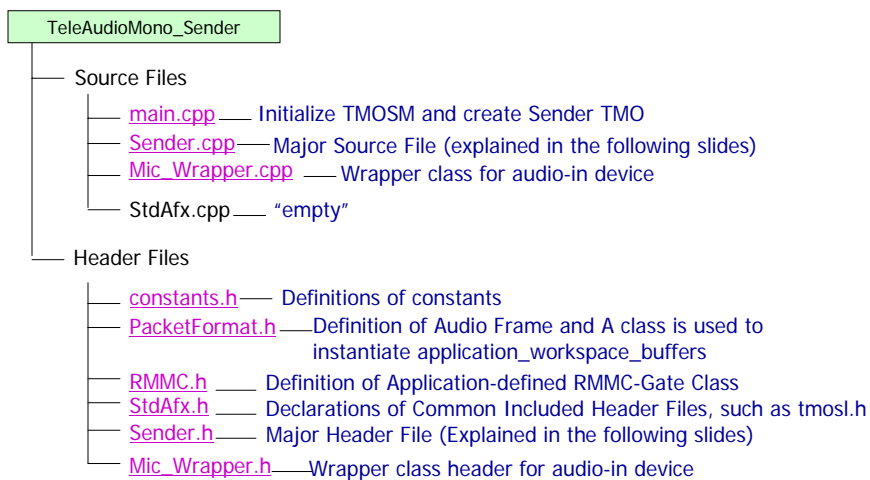 TeleAudioMono_Sender
Source Files
main.cpp Initialize TMOSM and create Sender TMO
Sender.cpp Major Source File (explained in the following slides)
Mic_Wrapper.cpp Wrapper class for audio-in device
StdAfx.cpp “empty”
Header Files
constants.h Definitions of constants
PacketFormat.h Definition of Audio Frame and A class is used to
instantiate application_workspace_buffers
RMMC.h Definition of Application-defined RMMC-Gate Class
StdAfx.h Declarations of Common Included Header Files, such as tmosl.h
Sender.h Major Header File (Explained in the following slides)
Mic_Wrapper.h Wrapper class header for audio-in device